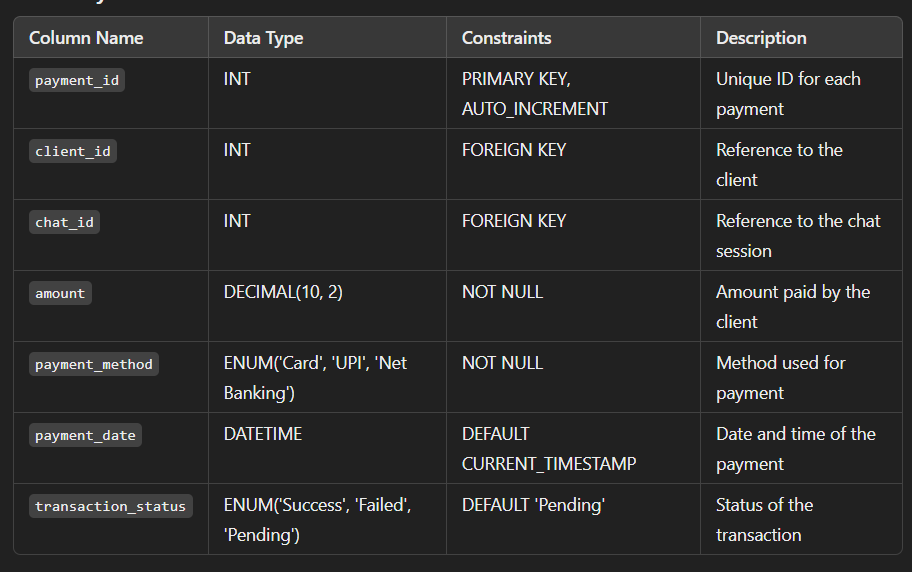 Column Name Data Type Constraints Description
payment_id INT PRIMARY KEY, Unique ID for each
AUTO_INCREMENT payment
client_id INT FOREIGN KEY Reference to the
client
chat_id INT FOREIGN KEY Reference to the chat
session
amount DECIMAL(10, 2) NOT NULL Amount paid by the
client
payment_method ENUM('Card', 'UPI', 'Net NOT NULL Method used for
Banking') payment
payment_date DATETIME DEFAULT Date and time of the
CURRENT_TIMESTAMP payment
transaction_status ENUM('Success', 'Failed', DEFAULT 'Pending' Status of the
'Pending') transaction